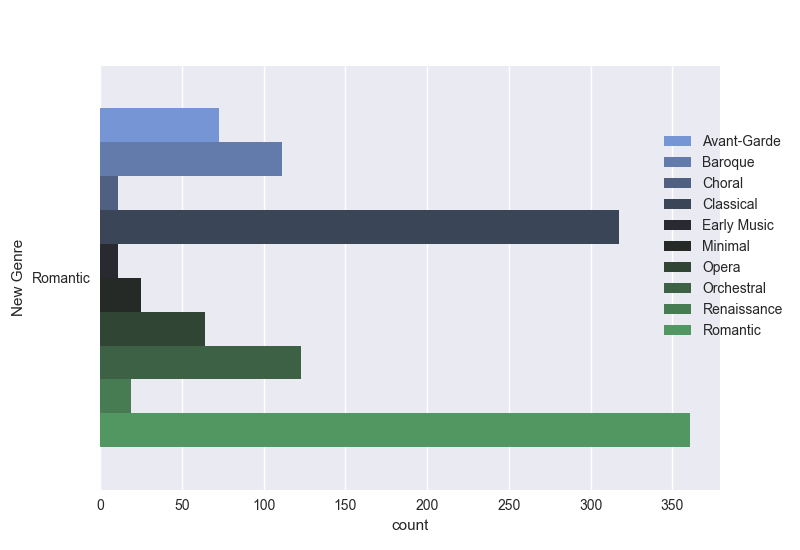 Avant-Garde
Baroque
Choral
Classical
Early Music
Minimal
Opera
Orchestral
Renaissance
Romantic
New Genre
Romantic
0 50 100 150 200 250 300 350
count